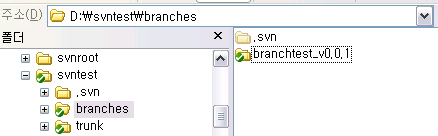 주소(D) D:\svntest\branches
폴더
svnroot
svntest
.svn
branches
trunk
.svn
branchtest_v0.0.1